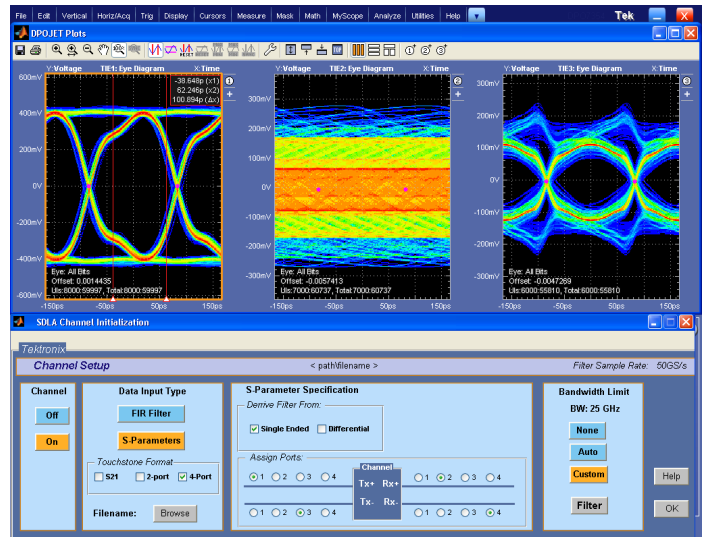 File Edit Vertical Horiz/Acq Trig Display Cursors Measure Mask Math MyScope Analyze Utilities Help Tek
DPOJET Plots
RESET
Y:Voltage TIE1: Eye Diagram X:Time
-38.648p (x1)
62.246p (x2)
100.894p (Δx)
600mV
400mV
200mV
0V
-200mV
-400mV
-600mV
Eye: All Bits
Offset: 0.0014435
UIs:8000:59997, Total:8000:59997
-150ps -50ps 50ps 150ps
1
Y:Voltage TIE2: Eye Diagram X:Time
300mV
100mV
0V
-100mV
-300mV
Eye: All Bits
Offset: -0.0057413
UIs:7000:60737, Total:7000:60737
-150ps -50ps 50ps 150ps
2
Y:Voltage TIE3: Eye Diagram X:Time
300mV
200mV
100mV
0V
-100mV
-200mV
-300mV
Eye: All Bits
Offset: -0.0047269
UIs:6000:55810, Total:6000:55810
-150ps -50ps 50ps 150ps
3
SDLA Channel Initialization
Tektronix
Channel Setup < path\filename > Filter Sample Rate: 50GS/s
Channel
Off
On
Data Input Type
FIR Filter
S-Parameters
Touchstone Format
S21 2-port 4-Port
Filename: Browse
S-Parameter Specification
Derrive Filter From:
Single Ended Differential
Assign Ports:
Channel
1 2 3 4 Tx+ Rx+ 1 2 3 4
1 2 3 4 Tx- Rx- 1 2 3 4
Bandwidth Limit
BW: 25 GHz
None
Auto
Custom
Filter
Help
OK